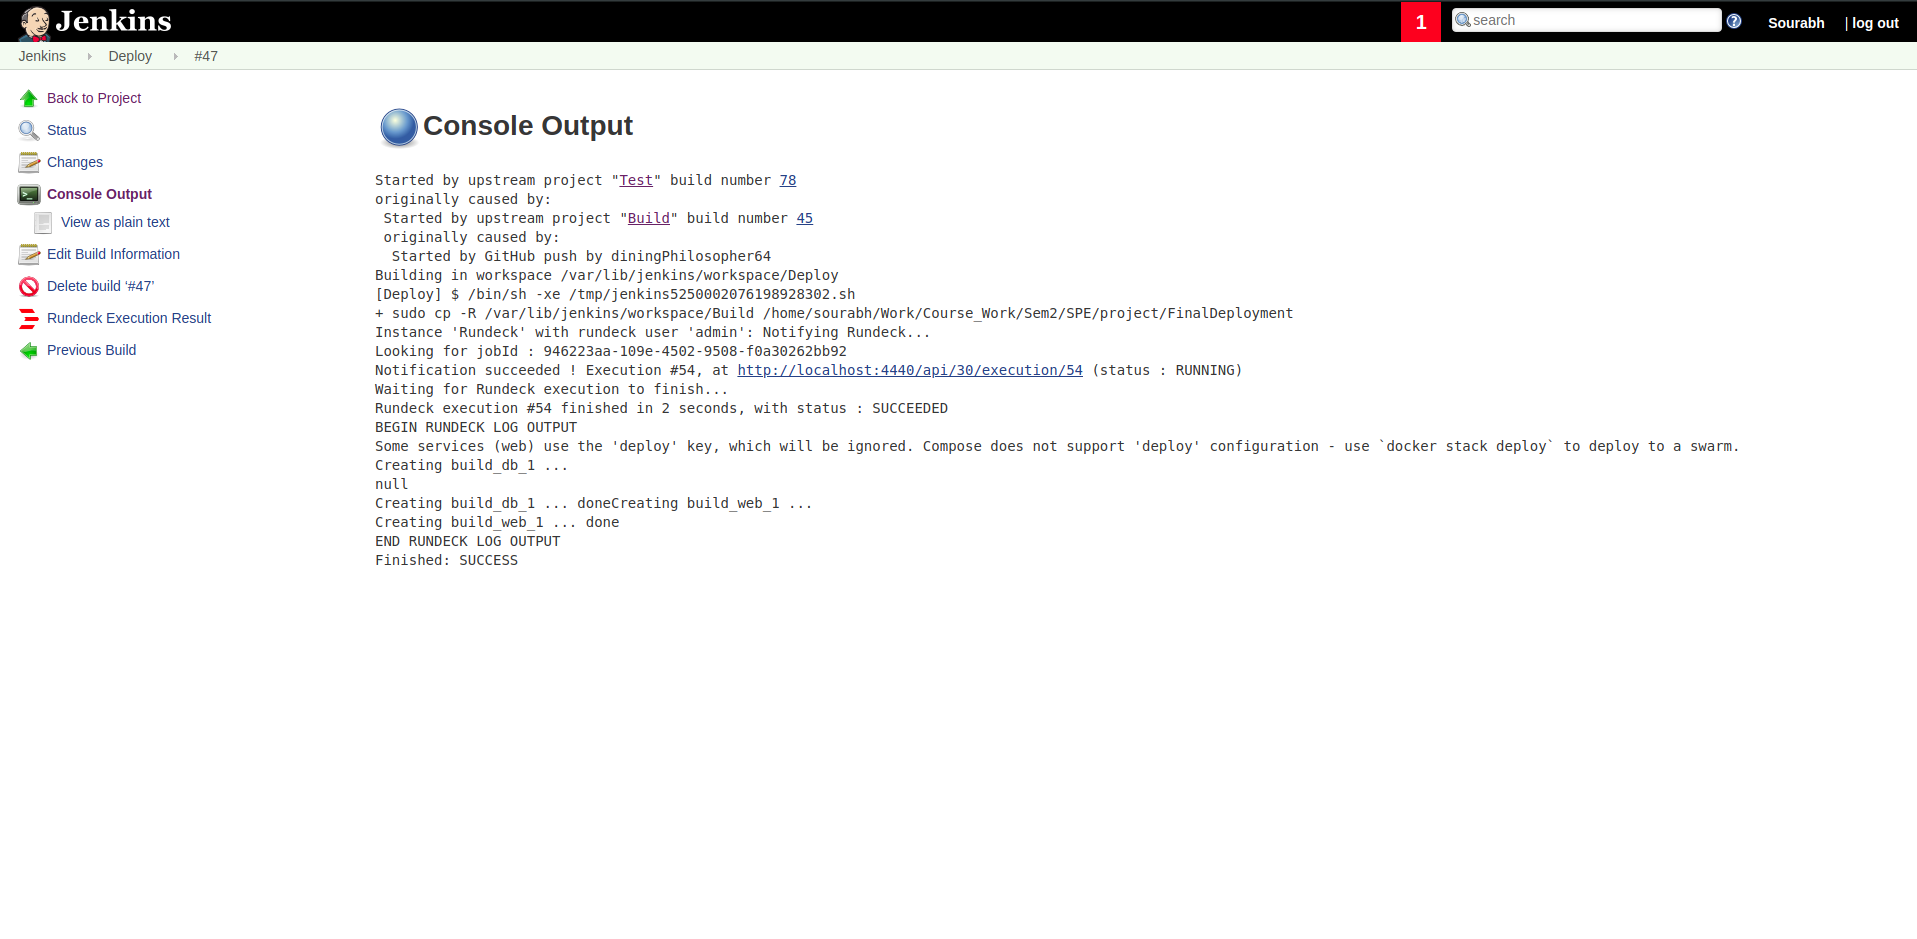 Jenkins
1
search
?
Sourabh
| log out
Jenkins
Deploy
#47
Back to Project
Status
Changes
Console Output
View as plain text
Edit Build Information
Delete build ‘#47’
Rundeck Execution Result
Previous Build
Console Output
Started by upstream project "Test" build number 78
originally caused by:
 Started by upstream project "Build" build number 45
 originally caused by:
  Started by GitHub push by diningPhilosopher64
Building in workspace /var/lib/jenkins/workspace/Deploy
[Deploy] $ /bin/sh -xe /tmp/jenkins5250002076198928302.sh
+ sudo cp -R /var/lib/jenkins/workspace/Build /home/sourabh/Work/Course_Work/Sem2/SPE/project/FinalDeployment
Instance 'Rundeck' with rundeck user 'admin': Notifying Rundeck...
Looking for jobId : 946223aa-109e-4502-9508-f0a30262bb92
Notification succeeded ! Execution #54, at http://localhost:4440/api/30/execution/54 (status : RUNNING)
Waiting for Rundeck execution to finish...
Rundeck execution #54 finished in 2 seconds, with status : SUCCEEDED
BEGIN RUNDECK LOG OUTPUT
Some services (web) use the 'deploy' key, which will be ignored. Compose does not support 'deploy' configuration - use `docker stack deploy` to deploy to a swarm.
Creating build_db_1 ...
null
Creating build_db_1 ... doneCreating build_web_1 ...
Creating build_web_1 ... done
END RUNDECK LOG OUTPUT
Finished: SUCCESS